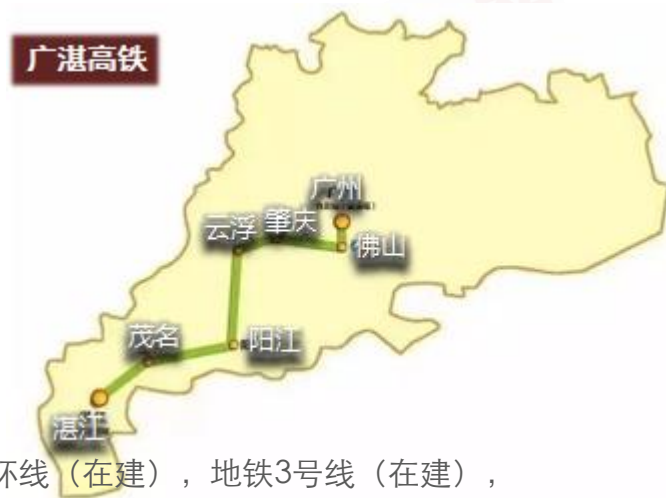 广湛高铁
广州
云浮
肇庆
佛山
茂名
阳江
湛江
环线（在建），地铁3号线（在建），